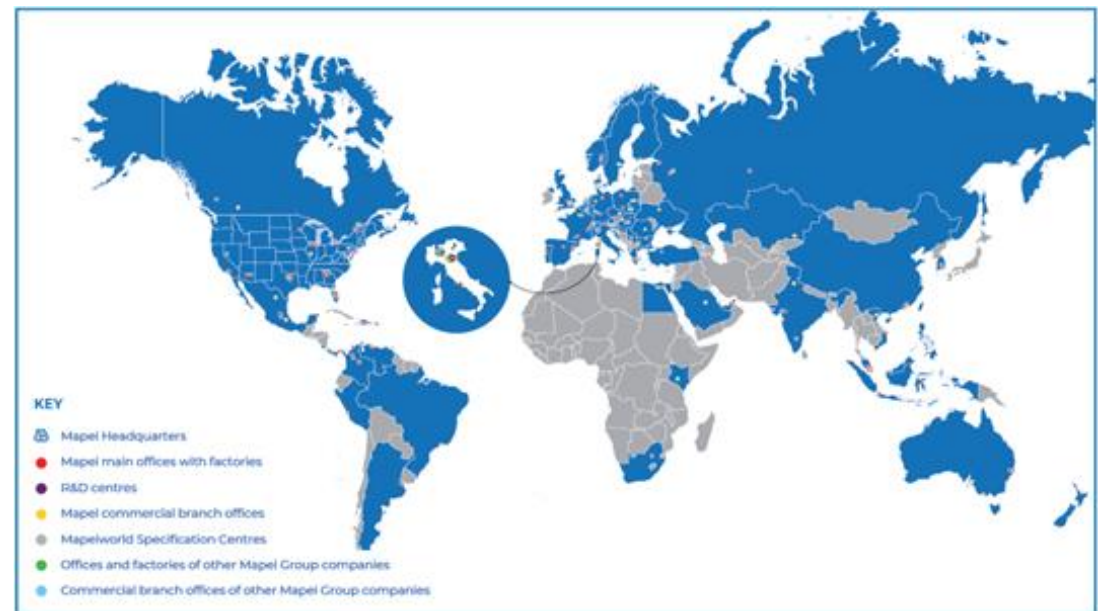 KEY
Mapei Headquarters
Mapei main offices with factories
R&D centres
Mapei commercial branch offices
Mapeiworld Specification Centres
Offices and factories of other Mapei Group companies
Commercial branch offices of other Mapei Group companies